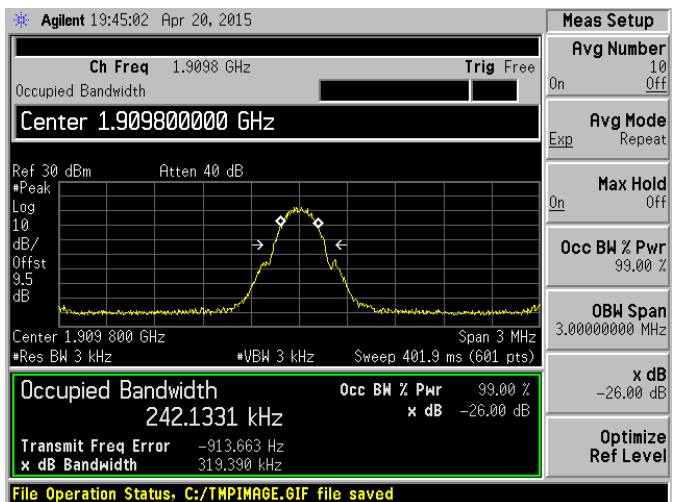 Agilent 19:45:02 Apr 20, 2015
Ch Freq 1.9098 GHz Trig Free
Occupied Bandwidth
Center 1.909800000 GHz
Ref 30 dBm Atten 40 dB
#Peak
Log
10
dB/
Offst
9.5
dB
Center 1.909 800 GHz Span 3 MHz
#Res BW 3 kHz #VBW 3 kHz Sweep 401.9 ms (601 pts)
Occupied Bandwidth Occ BW % Pwr 99.00 %
242.1331 kHz x dB -26.00 dB
Transmit Freq Error -913.663 Hz
x dB Bandwidth 319.390 kHz
File Operation Status, C:/TMPIMAGE.GIF file saved
Meas Setup
Avg Number
10
On Off
Avg Mode
Exp Repeat
Max Hold
On Off
Occ BW % Pwr
99.00 %
OBW Span
3.00000000 MHz
x dB
-26.00 dB
Optimize
Ref Level